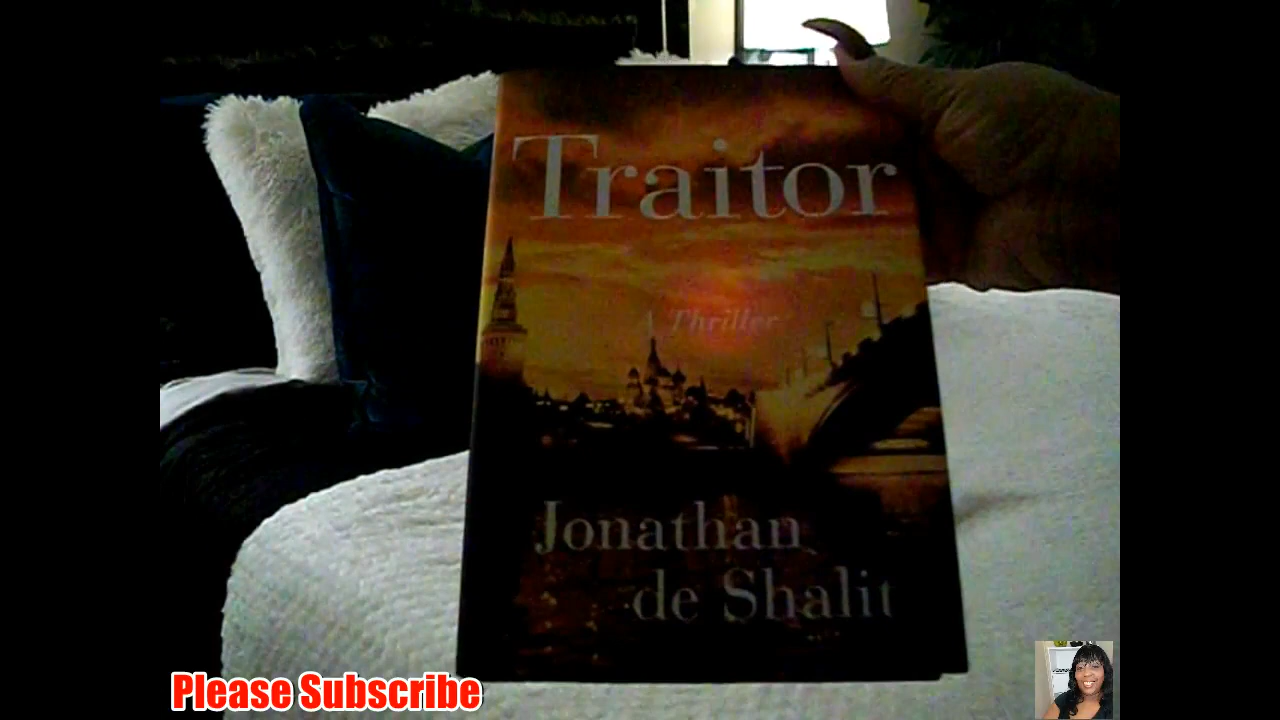 Traitor
A Thriller
Jonathan
de Shalit
Please Subscribe